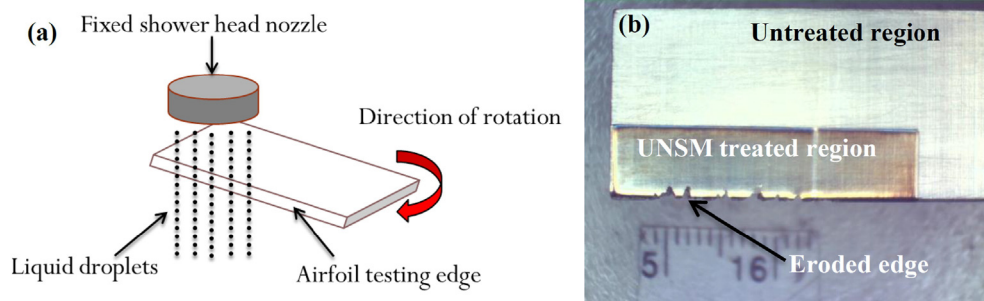 (a)
Fixed shower head nozzle
Direction of rotation
Liquid droplets
Airfoil testing edge
(b)
Untreated region
UNSM treated region
Eroded edge
5 16